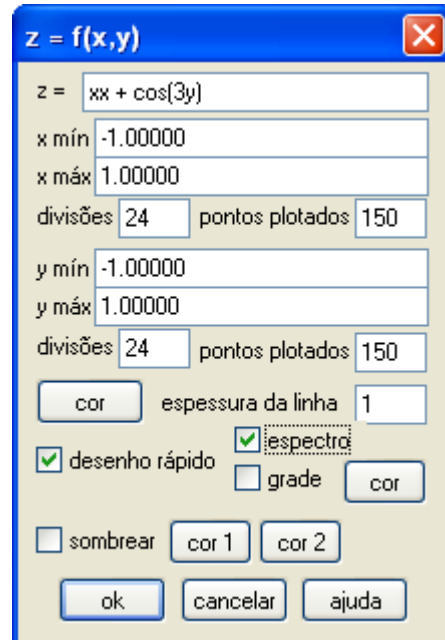 z = f(x,y)
z = xx + cos(3y)
x mín -1.00000
x máx 1.00000
divisões 24 pontos plotados 150
y mín -1.00000
y máx 1.00000
divisões 24 pontos plotados 150
cor espessura da linha 1
espectro
desenho rápido
grade cor
sombrear cor 1 cor 2
ok cancelar ajuda